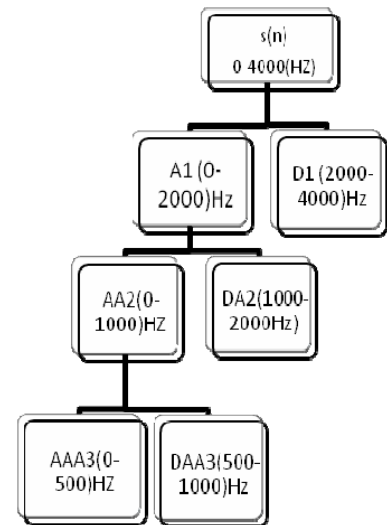 s(n)
0-4000(HZ)
A1 (0-
2000)Hz
D1 (2000-
4000)Hz
AA2(0-
1000)HZ
DA2(1000-
2000Hz)
AAA3(0-
500)HZ
DAA3(500-
1000)Hz